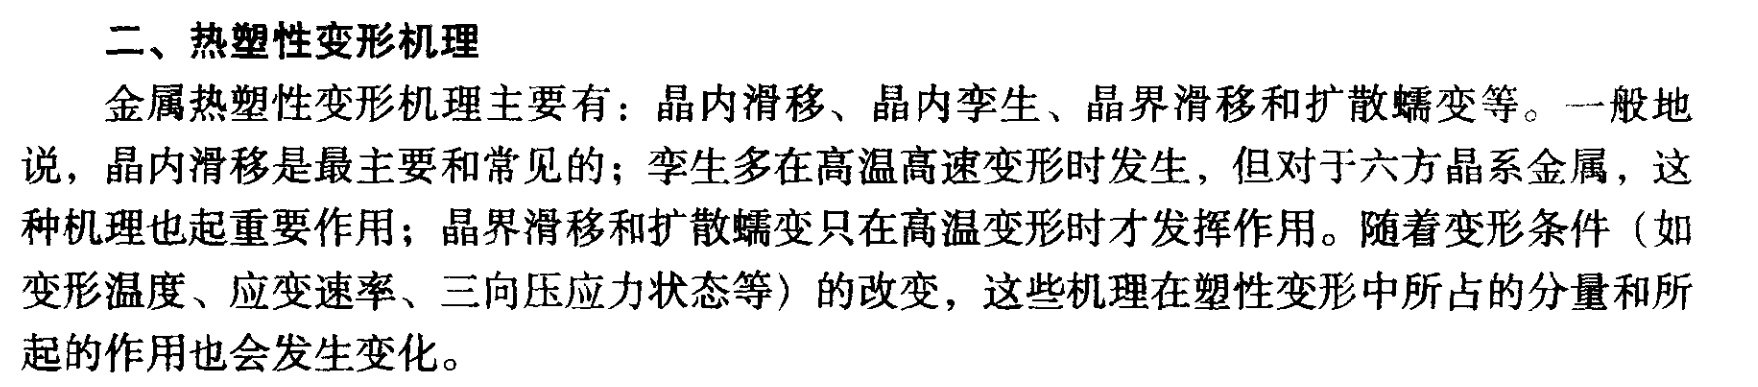 二、热塑性变形机理
金属热塑性变形机理主要有：晶内滑移、晶内孪生、晶界滑移和扩散蠕变等。一般地
说，晶内滑移是最主要和常见的；孪生多在高温高速变形时发生，但对于六方晶系金属，这
种机理也起重要作用；晶界滑移和扩散蠕变只在高温变形时才发挥作用。随着变形条件（如
变形温度、应变速率、三向压应力状态等）的改变，这些机理在塑性变形中所占的分量和所
起的作用也会发生变化。